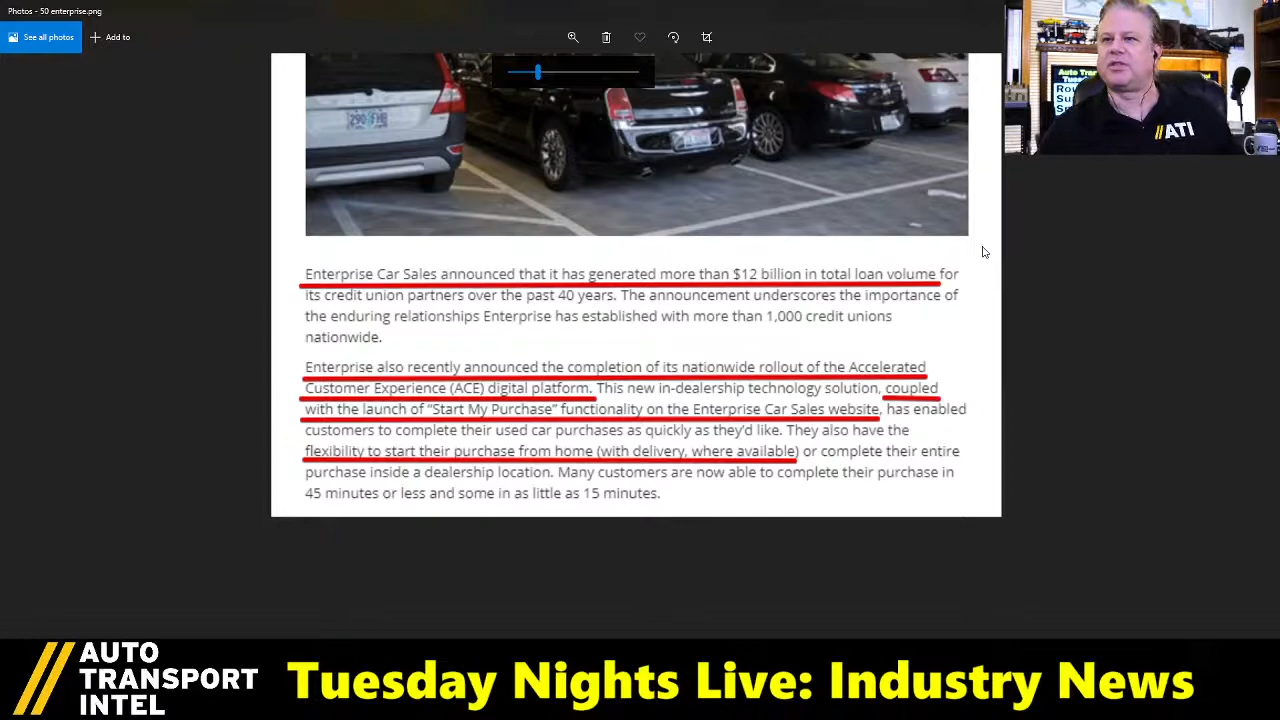 Photos - 50 enterprise.png
See all photos
Add to
//ATI
Enterprise Car Sales announced that it has generated more than $12 billion in total loan volume for
its credit union partners over the past 40 years. The announcement underscores the importance of
the enduring relationships Enterprise has established with more than 1,000 credit unions
nationwide.
Enterprise also recently announced the completion of its nationwide rollout of the Accelerated
Customer Experience (ACE) digital platform. This new in-dealership technology solution, coupled
with the launch of “Start My Purchase” functionality on the Enterprise Car Sales website, has enabled
customers to complete their used car purchases as quickly as they’d like. They also have the
flexibility to start their purchase from home (with delivery, where available) or complete their entire
purchase inside a dealership location. Many customers are now able to complete their purchase in
45 minutes or less and some in as little as 15 minutes.
AUTO
TRANSPORT
INTEL
Tuesday Nights Live: Industry News